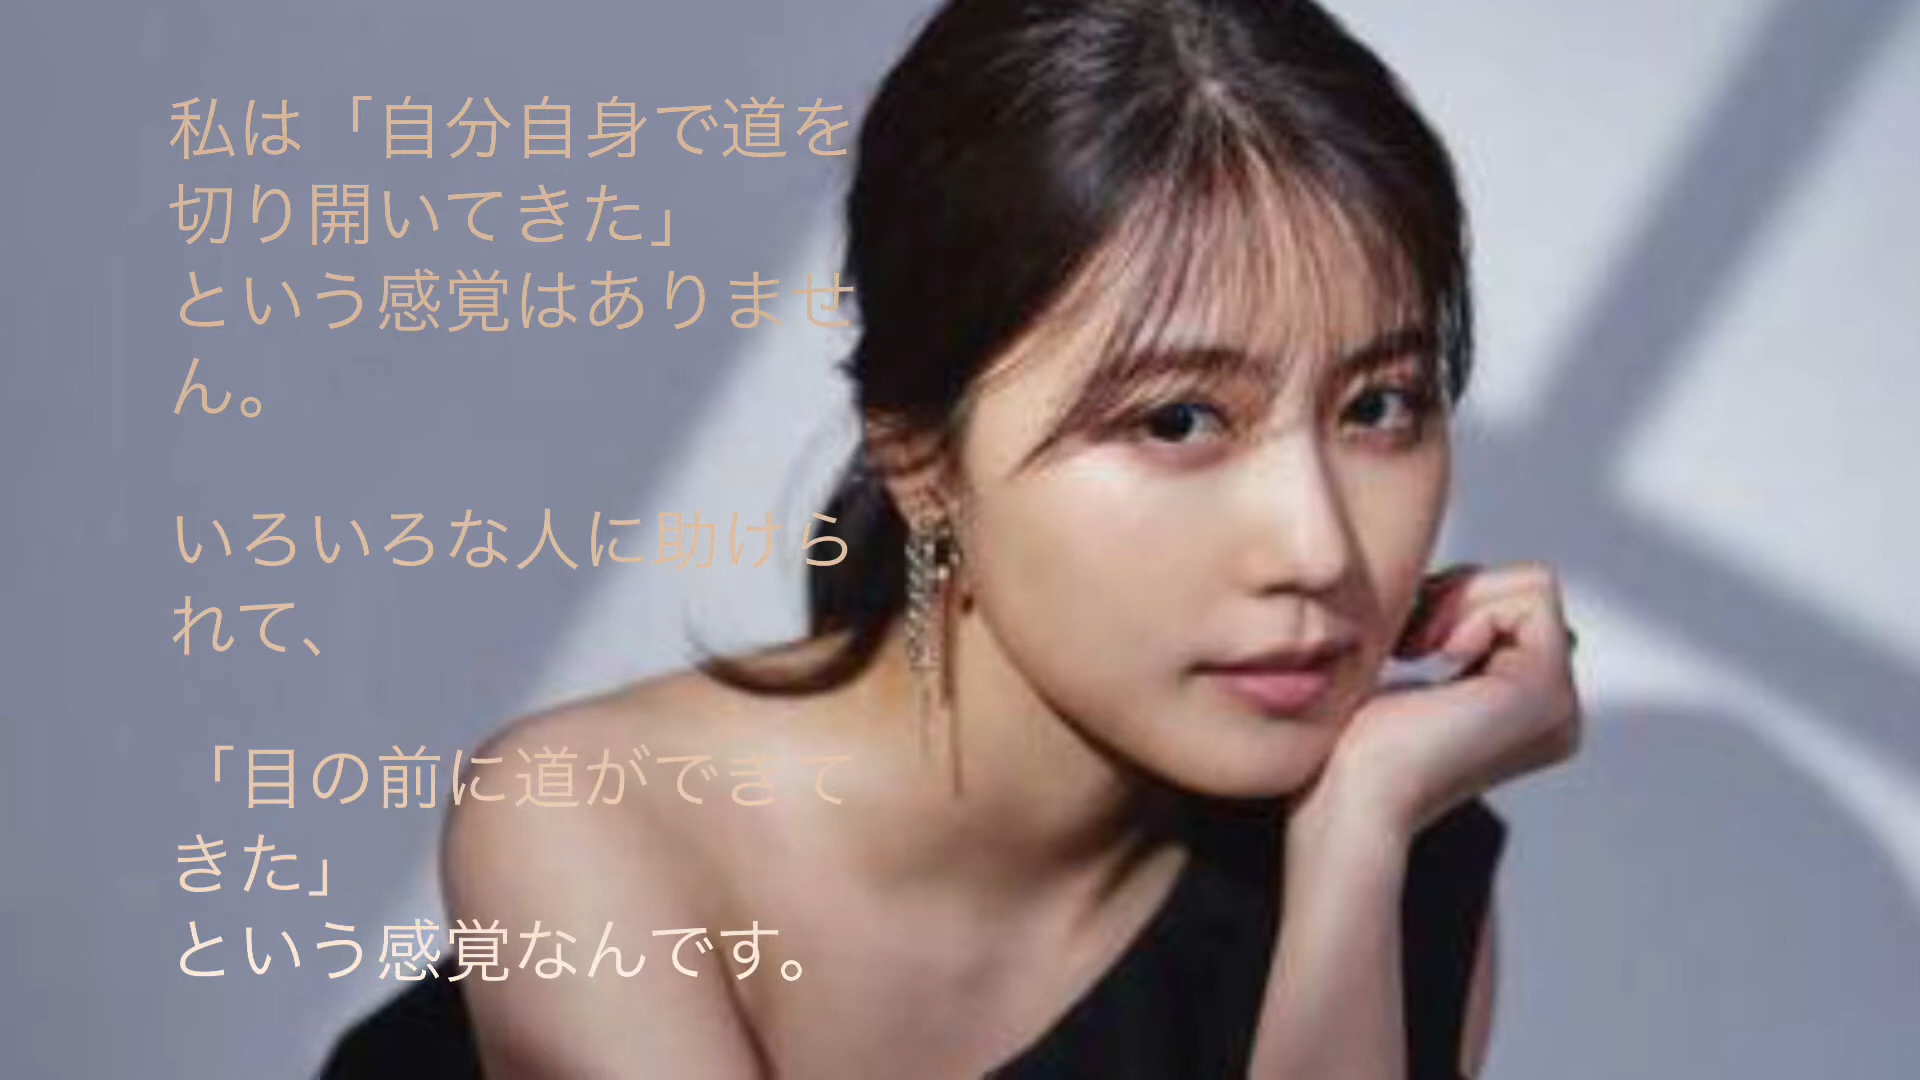 私は「自分自身で道を
切り開いてきた」
という感覚はありませ
ん。
いろいろな人に助けら
れて、
「目の前に道ができて
きた」
という感覚なんです。